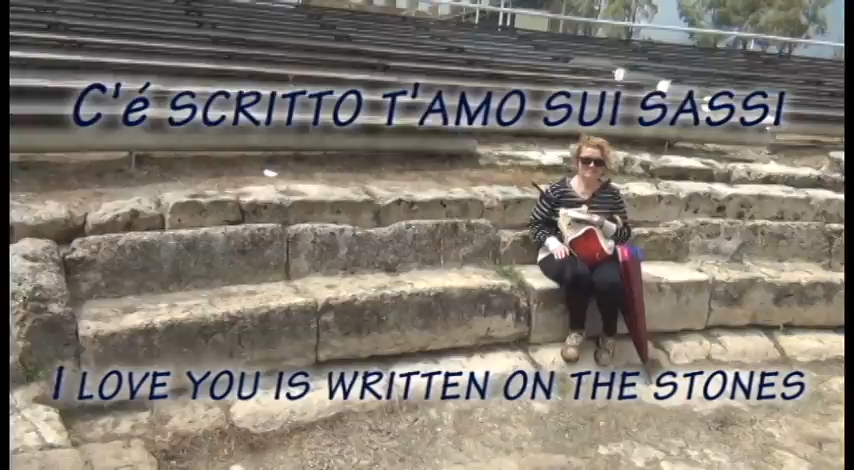 C'é SCRITTO T'AMO SUI SASSI
I LOVE YOU IS WRITTEN ON THE STONES